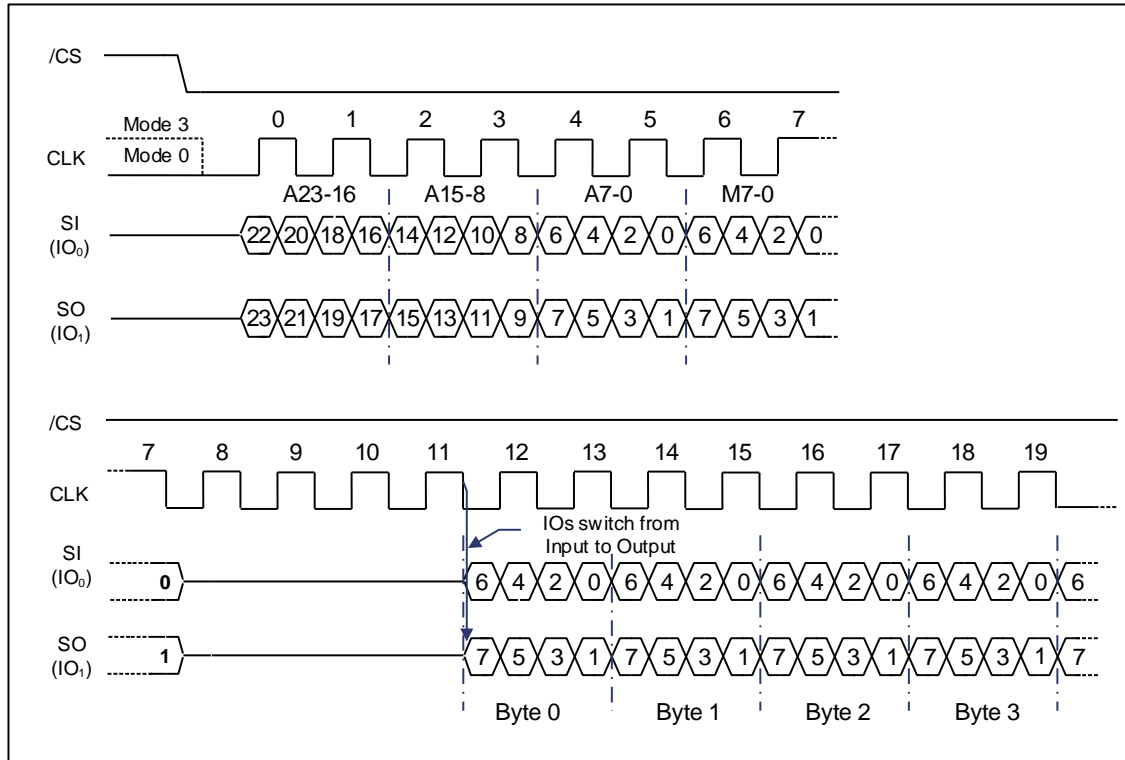 /CS
0 1 2 3 4 5 6 7
Mode 3
CLK
Mode 0
A23-16 A15-8 A7-0 M7-0
SI
(IO0)
22 20 18 16 14 12 10 8 6 4 2 0 6 4 2 0
SO
(IO1)
23 21 19 17 15 13 11 9 7 5 3 1 7 5 3 1
/CS
7 8 9 10 11 12 13 14 15 16 17 18 19
CLK
IOs switch from
Input to Output
SI
(IO0)
0 6 4 2 0 6 4 2 0 6 4 2 0 6 4 2 0 6
SO
(IO1)
1 7 5 3 1 7 5 3 1 7 5 3 1 7 5 3 1 7
Byte 0 Byte 1 Byte 2 Byte 3